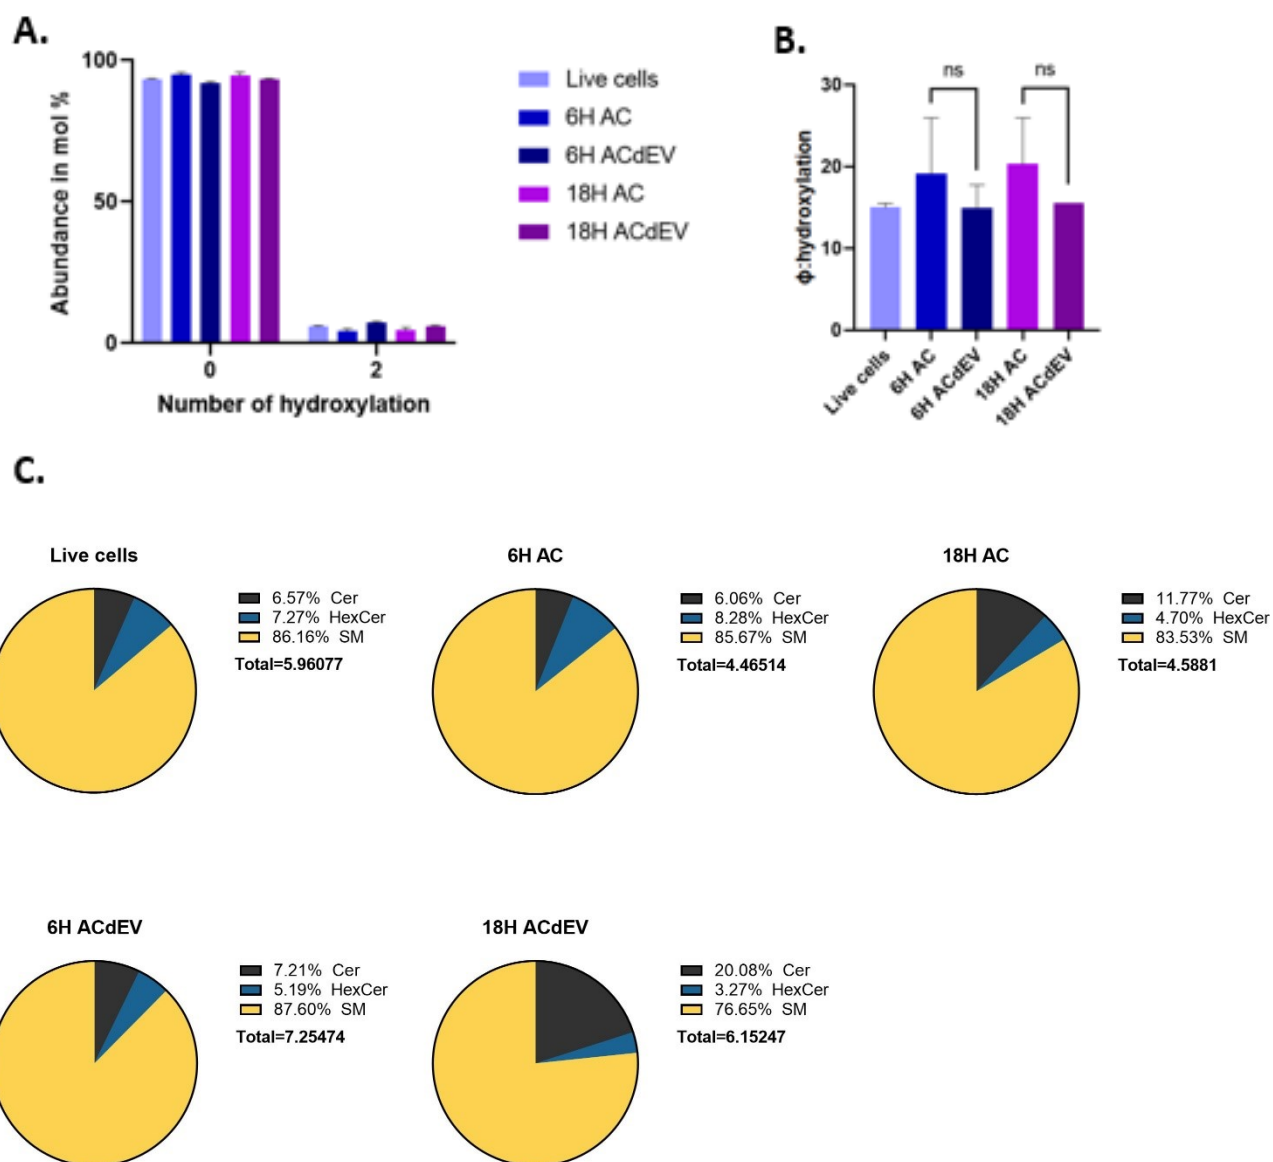 A.
100
50
0
Abundance in mol %
0
2
Number of hydroxylation
Live cells
6H AC
6H ACdEV
18H AC
18H ACdEV
B.
ns
ns
30
20
10
0
Φ:hydroxylation
Live cells
6H AC
6H ACdEV
18H AC
18H ACdEV
C.
Live cells
6.57% Cer
7.27% HexCer
86.16% SM
Total=5.96077
6H AC
6.06% Cer
8.28% HexCer
85.67% SM
Total=4.46514
18H AC
11.77% Cer
4.70% HexCer
83.53% SM
Total=4.5881
6H ACdEV
7.21% Cer
5.19% HexCer
87.60% SM
Total=7.25474
18H ACdEV
20.08% Cer
3.27% HexCer
76.65% SM
Total=6.15247